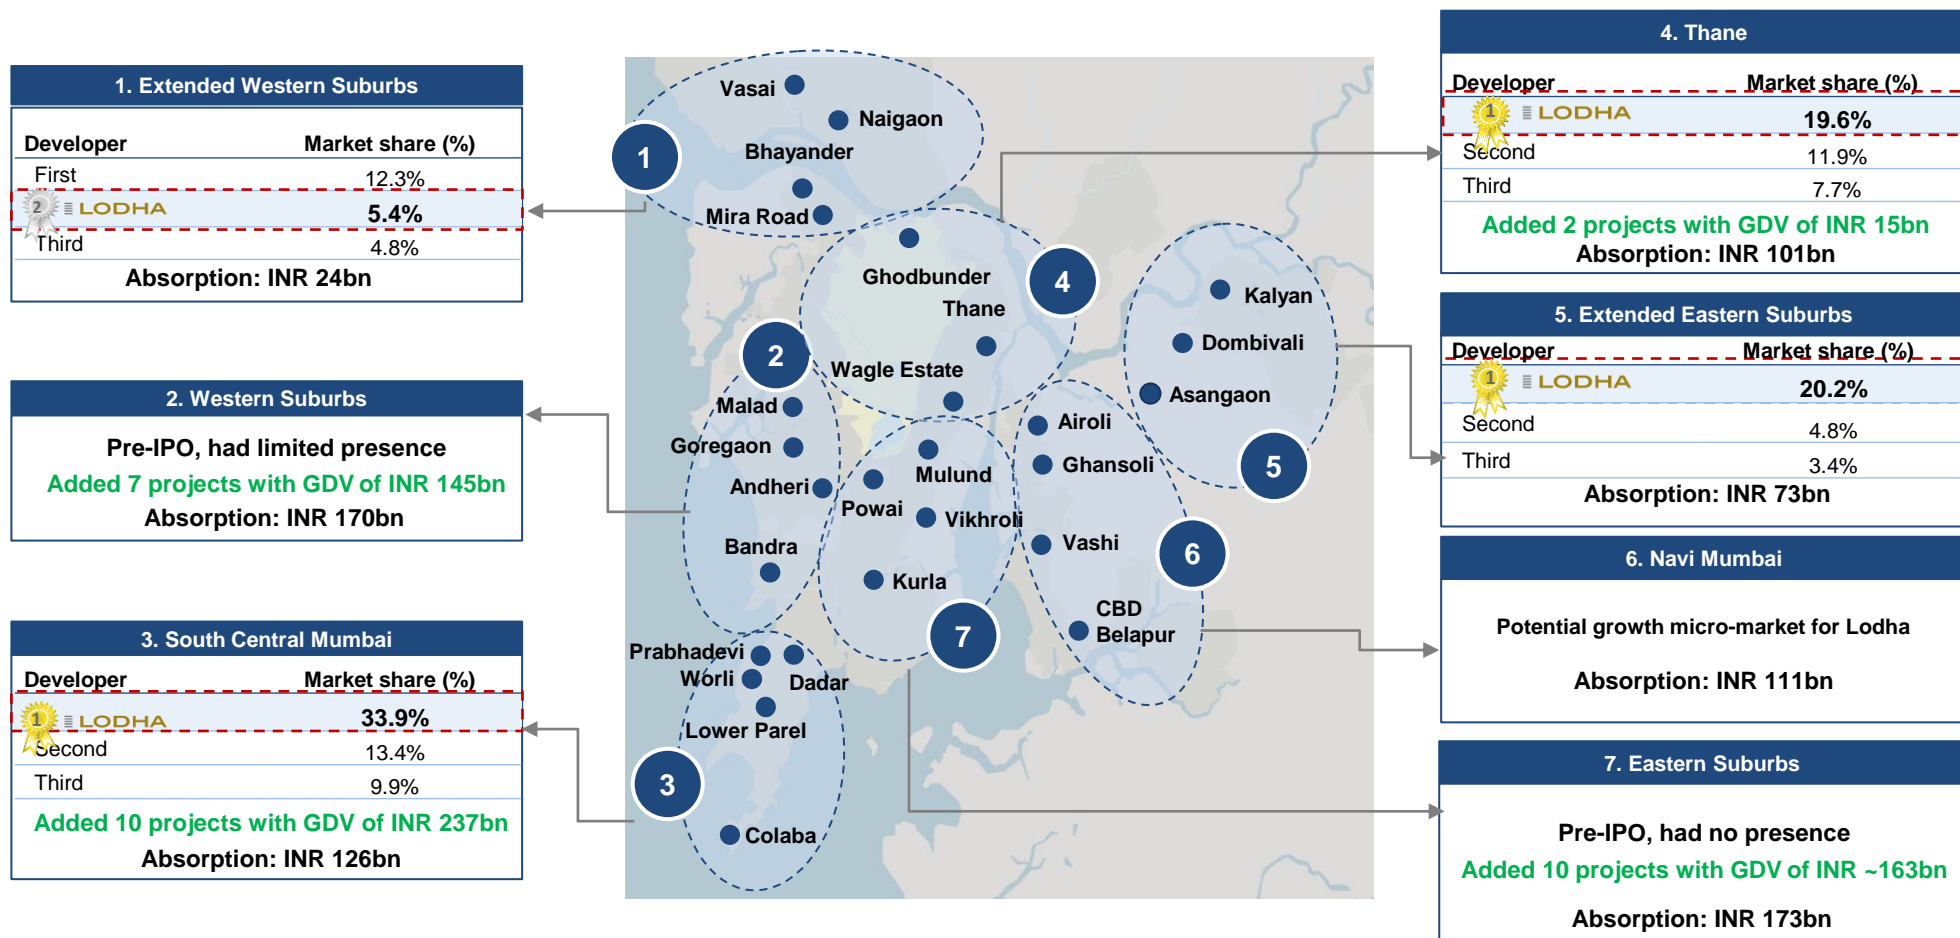 1. Extended Western Suburbs
Developer Market share (%)
First 12.3%
2 LODHA 5.4%
Third 4.8%
Absorption: INR 24bn
2. Western Suburbs
Pre-IPO, had limited presence
Added 7 projects with GDV of INR 145bn
Absorption: INR 170bn
3. South Central Mumbai
Developer Market share (%)
1 LODHA 33.9%
Second 13.4%
Third 9.9%
Added 10 projects with GDV of INR 237bn
Absorption: INR 126bn
Vasai
Naigaon
Bhayander
1
Mira Road
Ghodbunder
4
Thane
Kalyan
2
Dombivali
Wagle Estate
Malad
Asangaon
Airoli
Goregaon
Mulund
Ghansoli
5
Andheri
Powai
Vikhroli
Bandra
Vashi
6
Kurla
CBD
Belapur
7
Prabhadevi
Worli
Dadar
Lower Parel
3
Colaba
4. Thane
Developer Market share (%)
1 LODHA 19.6%
Second 11.9%
Third 7.7%
Added 2 projects with GDV of INR 15bn
Absorption: INR 101bn
5. Extended Eastern Suburbs
Developer Market share (%)
1 LODHA 20.2%
Second 4.8%
Third 3.4%
Absorption: INR 73bn
6. Navi Mumbai
Potential growth micro-market for Lodha
Absorption: INR 111bn
7. Eastern Suburbs
Pre-IPO, had no presence
Added 10 projects with GDV of INR ~163bn
Absorption: INR 173bn